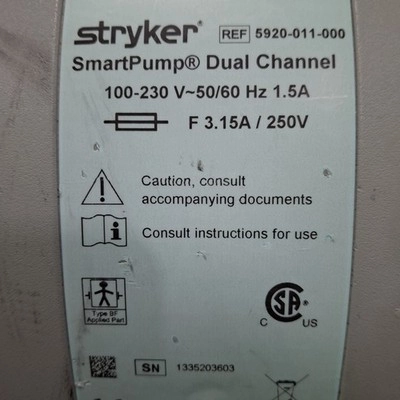 stryker® REF 5920-011-000
SmartPump® Dual Channel
100-230 V~50/60 Hz 1.5A
F 3.15A / 250V
Caution, consult
accompanying documents
Consult instructions for use
Type BF
Applied Part
CSA
C US
SN 1335203603